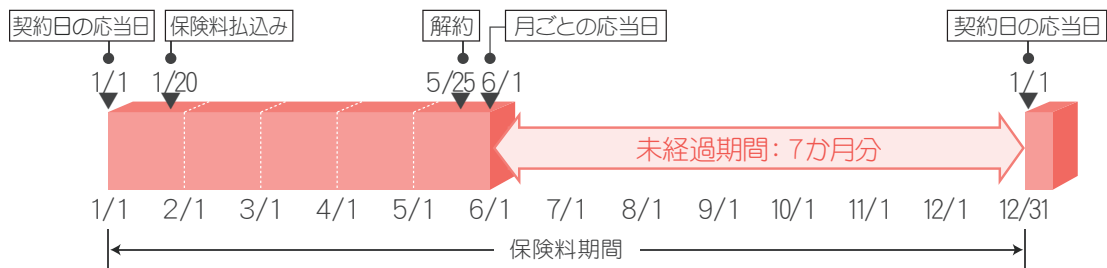 契約日の応当日 保険料払込み 解約 月ごとの応当日 契約日の応当日
1/1 1/20 5/25 6/1 1/1
未経過期間：7か月分
1/1 2/1 3/1 4/1 5/1 6/1 7/1 8/1 9/1 10/1 11/1 12/1 12/31
保険料期間